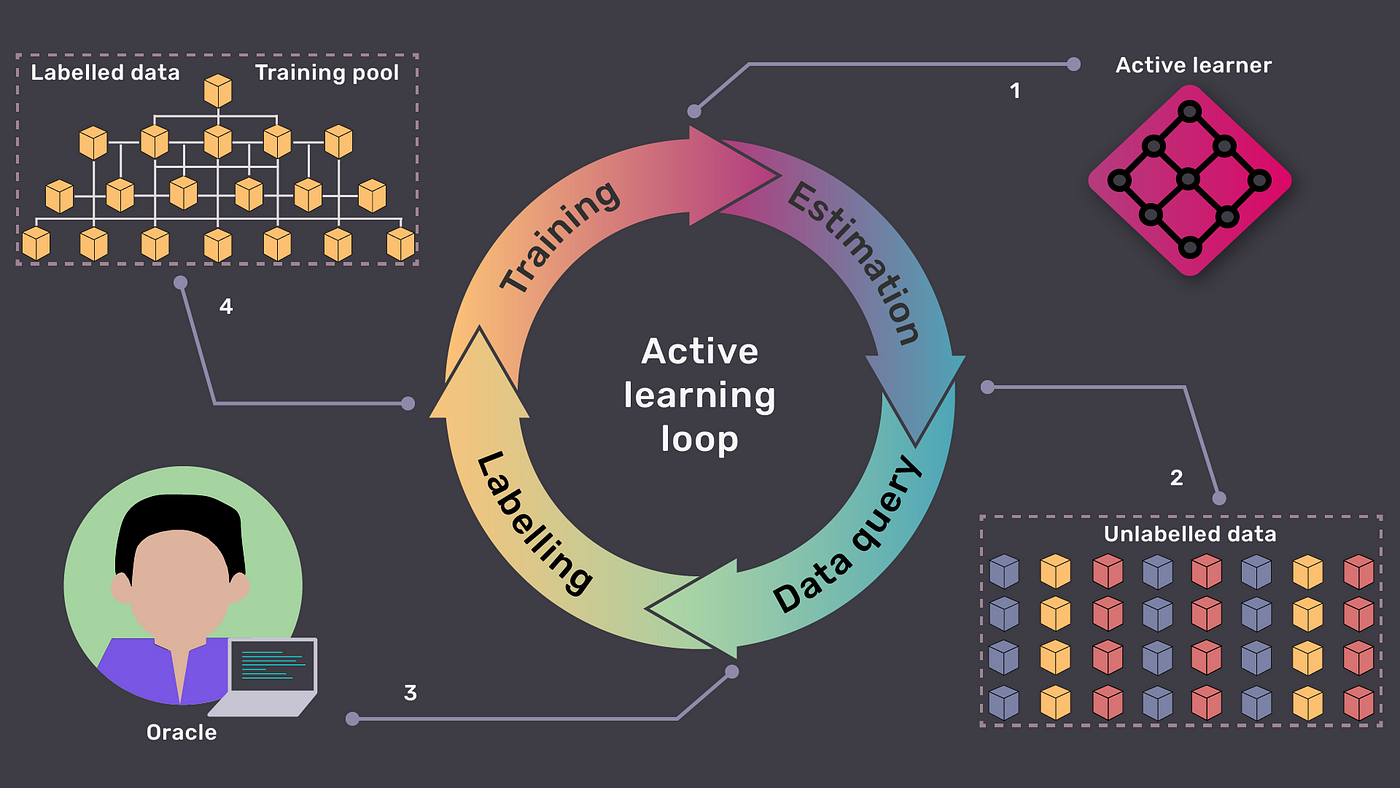 Labelled data
Training pool
Active learner
1
Training
Estimation
4
Active
learning
loop
2
Labelling
Data query
Unlabelled data
3
Oracle